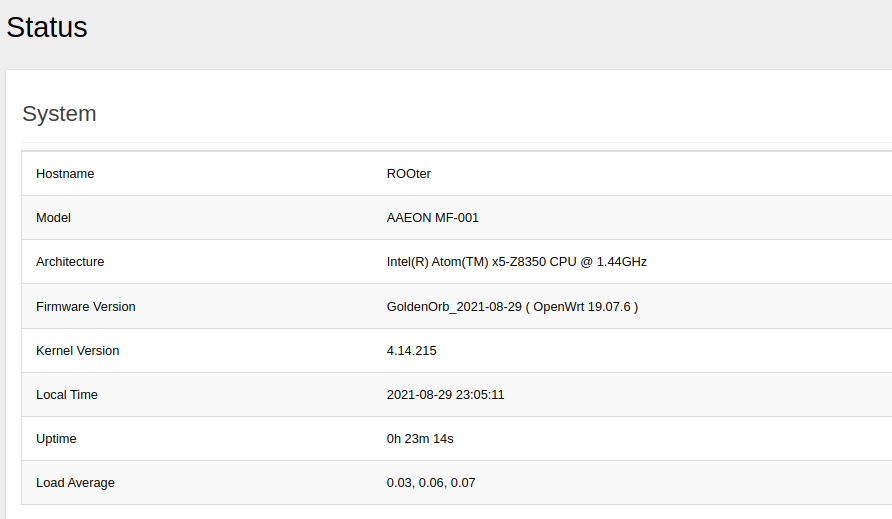 Status
System
Hostname ROOter
Model AAEON MF-001
Architecture Intel(R) Atom(TM) x5-Z8350 CPU @ 1.44GHz
Firmware Version GoldenOrb_2021-08-29 ( OpenWrt 19.07.6 )
Kernel Version 4.14.215
Local Time 2021-08-29 23:05:11
Uptime 0h 23m 14s
Load Average 0.03, 0.06, 0.07